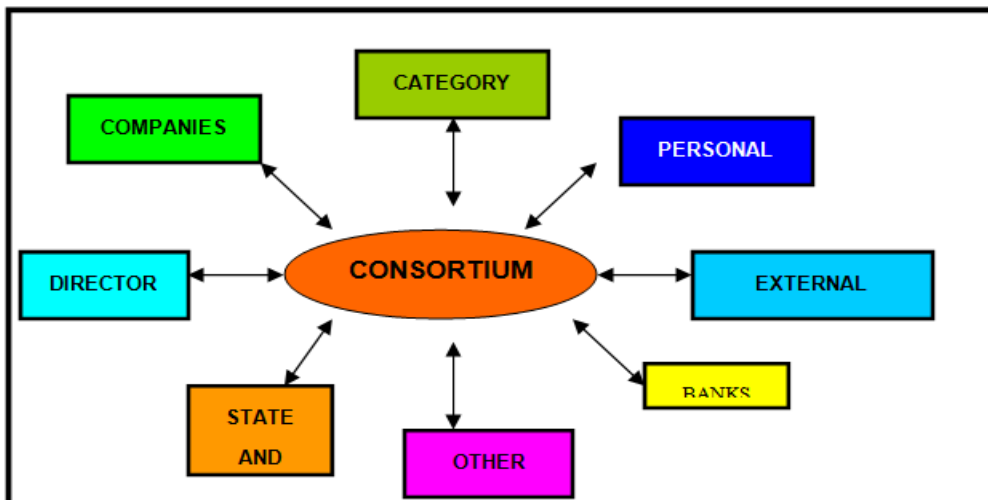 CATEGORY
COMPANIES
PERSONAL
CONSORTIUM
DIRECTOR
EXTERNAL
BANKS
STATE
AND
OTHER